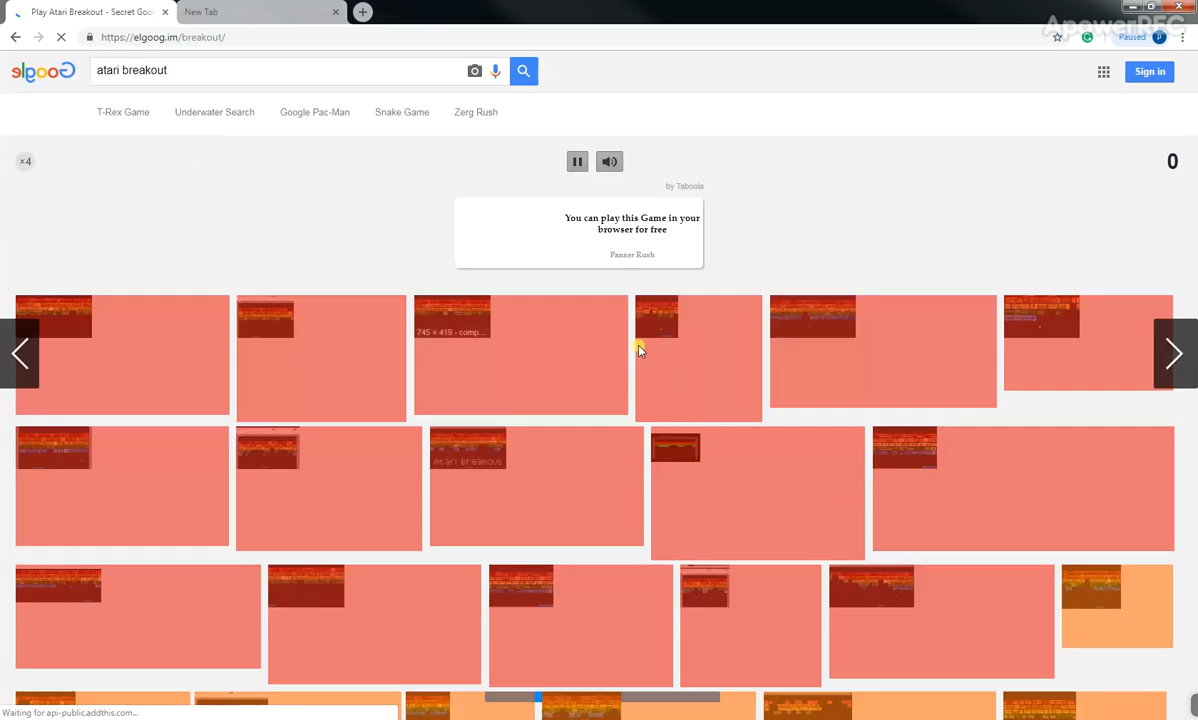 Play Atari Breakout - Secret Goo
New Tab
ApowerREC
https://elgoog.im/breakout/
Paused
elgooG
atari breakout
Sign in
T-Rex Game
Underwater Search
Google Pac-Man
Snake Game
Zerg Rush
×4
0
by Taboola
You can play this Game in your
browser for free
Panzer Rush
745 × 419 - comp...
Atari Breakout
Waiting for api-public.addthis.com...